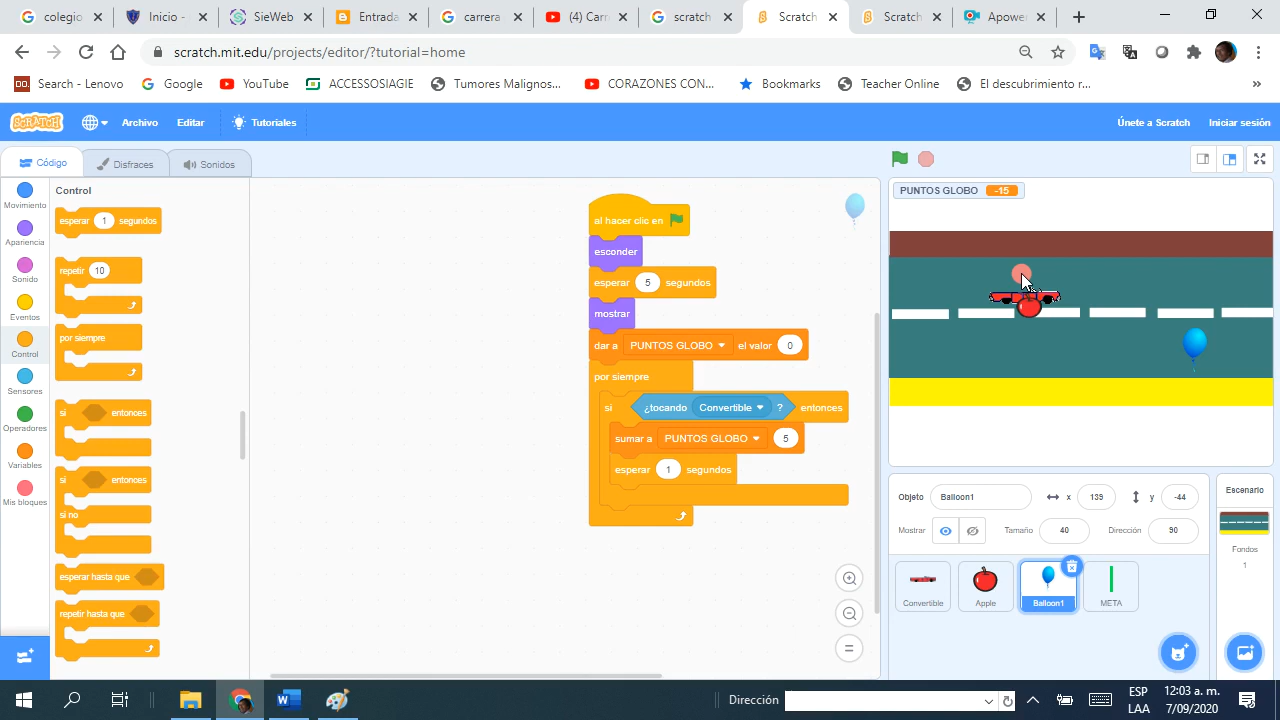 colegio
Inicio -
SieWeb
Entrada
carrera
(4) Carr
scratch
Scratch
Scratch
Apower
scratch.mit.edu/projects/editor/?tutorial=home
DO. Search - Lenovo
Google
YouTube
ACCESSOSIAGIE
Tumores Malignos...
CORAZONES CON...
Bookmarks
Teacher Online
El descubrimiento r...
»
SCRATCH
Archivo
Editar
Tutoriales
Únete a Scratch
Iniciar sesión
Código
Disfraces
Sonidos
Movimiento
Apariencia
Sonido
Eventos
Control
Sensores
Operadores
Variables
Mis bloques
Control
esperar 1 segundos
repetir 10
por siempre
si entonces
si entonces
si no
esperar hasta que
repetir hasta que
al hacer clic en
esconder
esperar 5 segundos
mostrar
dar a PUNTOS GLOBO el valor 0
por siempre
si ¿tocando Convertible ? entonces
sumar a PUNTOS GLOBO 5
esperar 1 segundos
PUNTOS GLOBO -15
Objeto Balloon1 x 139 y -44
Mostrar Tamaño 40 Dirección 90
Convertible
Apple
Balloon1
META
Escenario
Fondos
1
Dirección
ESP
LAA
12:03 a. m.
7/09/2020